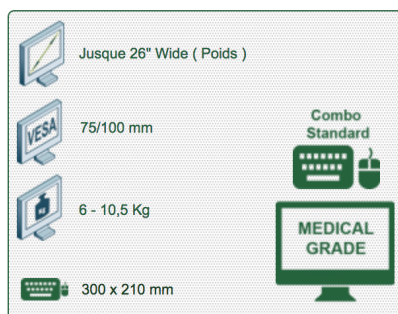 Jusque 26" Wide ( Poids )
VESA
75/100 mm
Combo
Standard
KG
6 - 10,5 Kg
MEDICAL
GRADE
300 x 210 mm